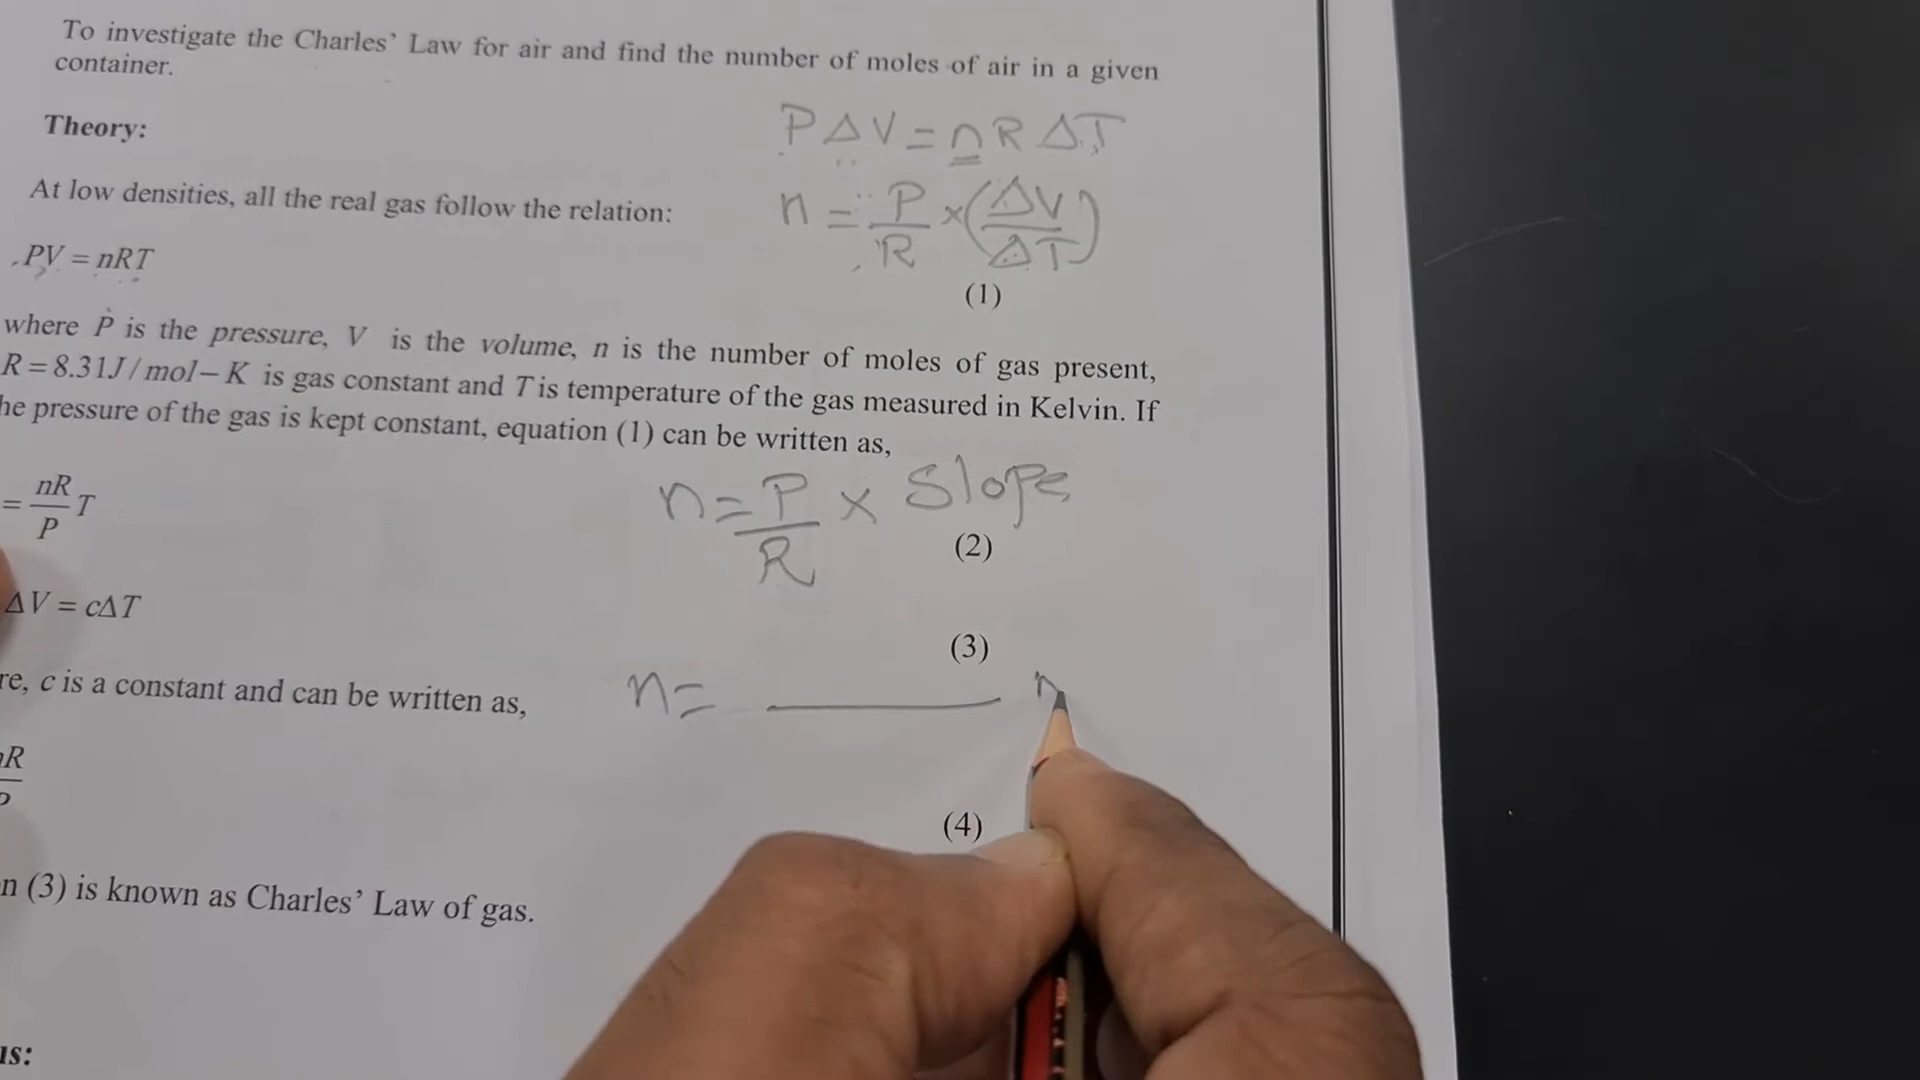 To investigate the Charles' Law for air and find the number of moles of air in a given
container.
Theory:
PΔV = nRΔT
At low densities, all the real gas follow the relation:
n = P/R × (ΔV/ΔT)
PV = nRT
(1)
where P is the pressure, V is the volume, n is the number of moles of gas present,
R = 8.31J / mol – K is gas constant and T is temperature of the gas measured in Kelvin. If
he pressure of the gas is kept constant, equation (1) can be written as,
n = P/R × Slope
= nR/P T
(2)
ΔV = cΔT
(3)
re, c is a constant and can be written as,
n = ______ n
R
(4)
n (3) is known as Charles' Law of gas.
us: